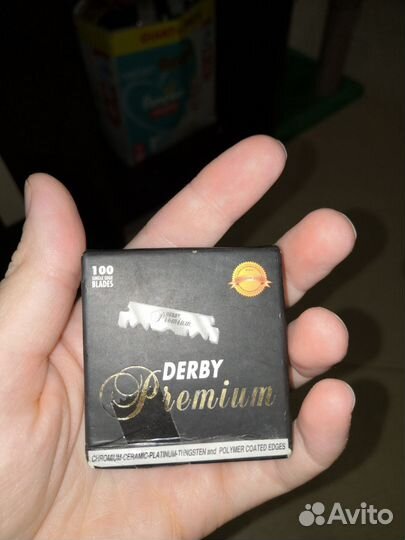 100
SINGLE EDGE
BLADES
DERBY
Premium
DERBY
Premium
CHROMIUM-CERAMIC-PLATINUM-TUNGSTEN and POLYMER COATED EDGES
Avito